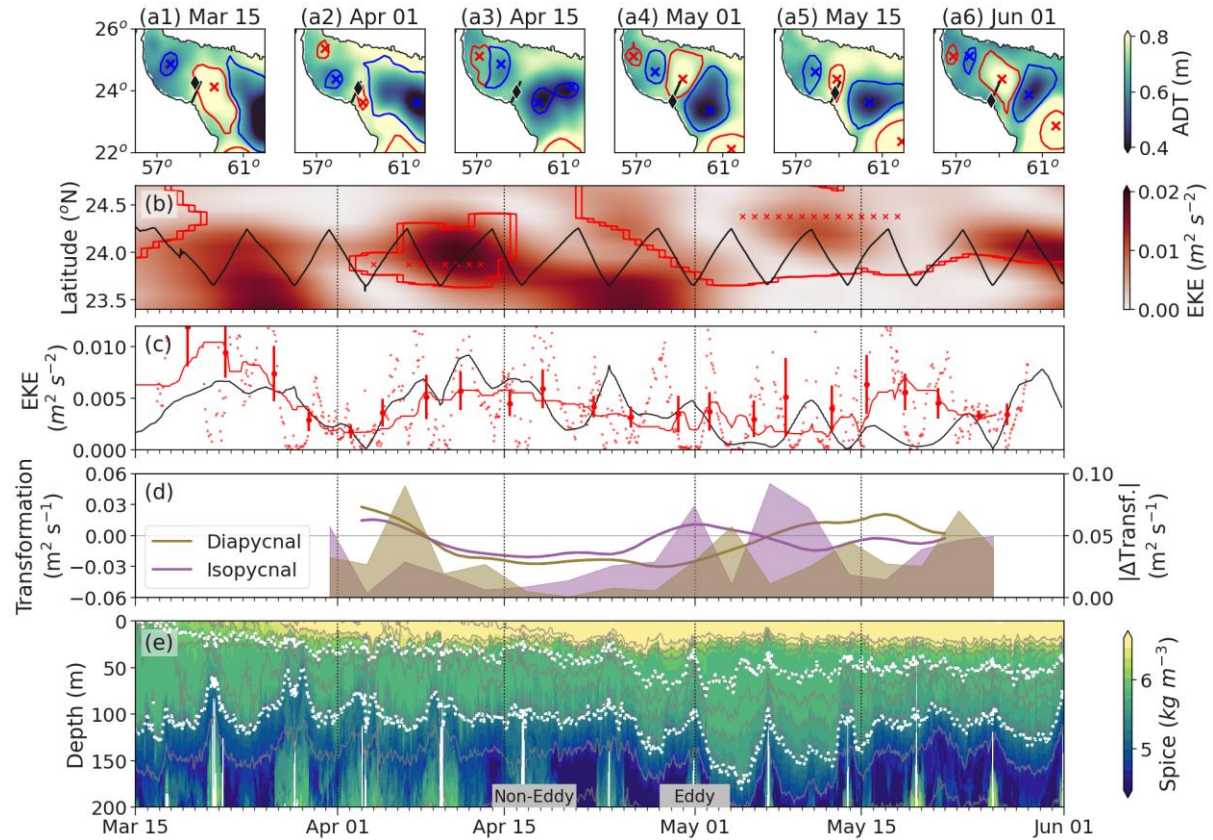 (a1) Mar 15 (a2) Apr 01 (a3) Apr 15 (a4) May 01 (a5) May 15 (a6) Jun 01
26°
24°
22°
57° 61° 57° 61° 57° 61° 57° 61° 57° 61° 57° 61°
0.8
0.4
ADT (m)
(b)
Latitude (°N)
24.5
24.0
23.5
0.02
0.01
0.00
EKE (m² s⁻²)
(c)
EKE
(m² s⁻²)
0.010
0.005
0.000
(d)
Transformation
(m² s⁻¹)
0.06
0.03
0.00
−0.03
−0.06
Diapycnal
Isopycnal
0.10
0.05
0.00
|ΔTransf.|
(m² s⁻¹)
(e)
Depth (m)
0
50
100
150
200
Non-Eddy Eddy
6
5
Spice (kg m⁻³)
Mar 15 Apr 01 Apr 15 May 01 May 15 Jun 01